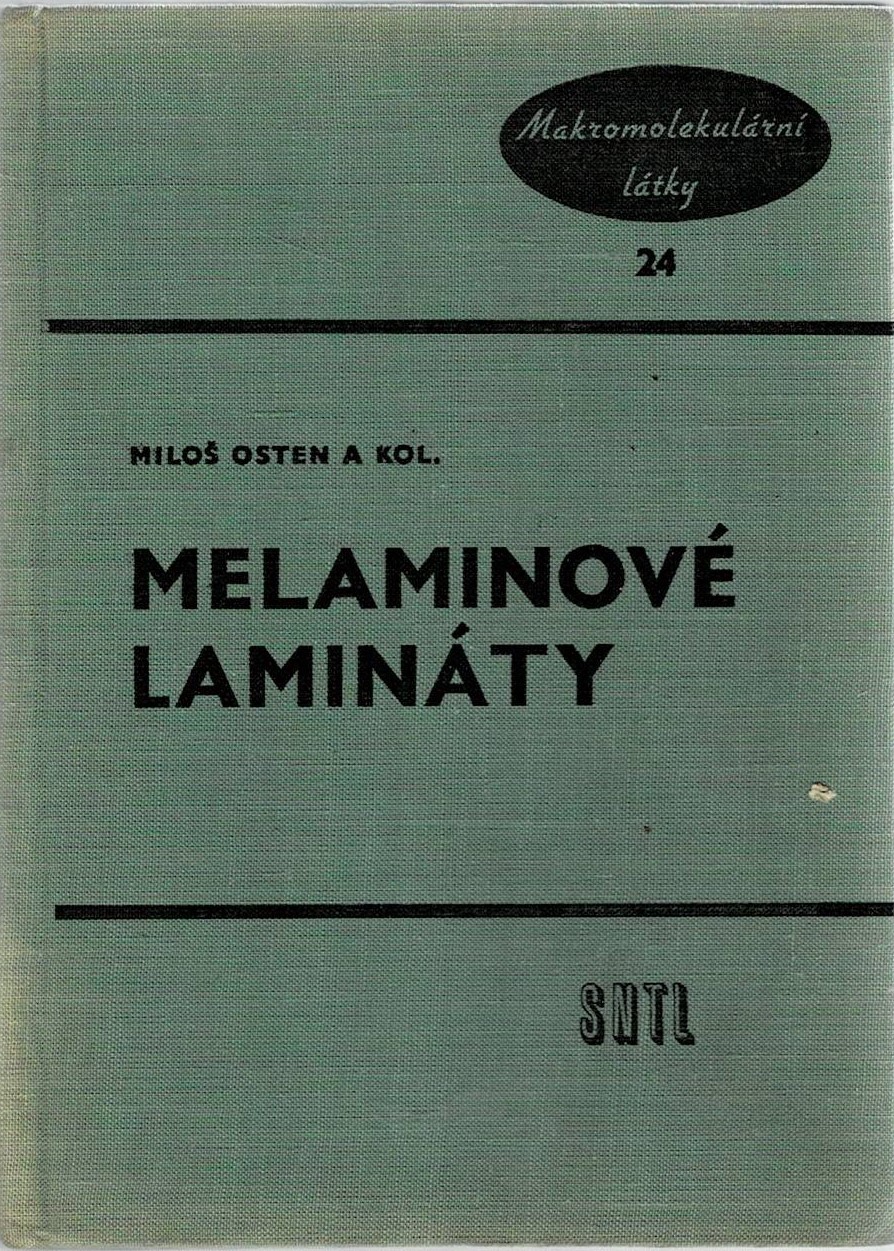 Makromolekulární
látky
24
MILOŠ OSTEN A KOL.
MELAMINOVÉ
LAMINÁTY
SNTL